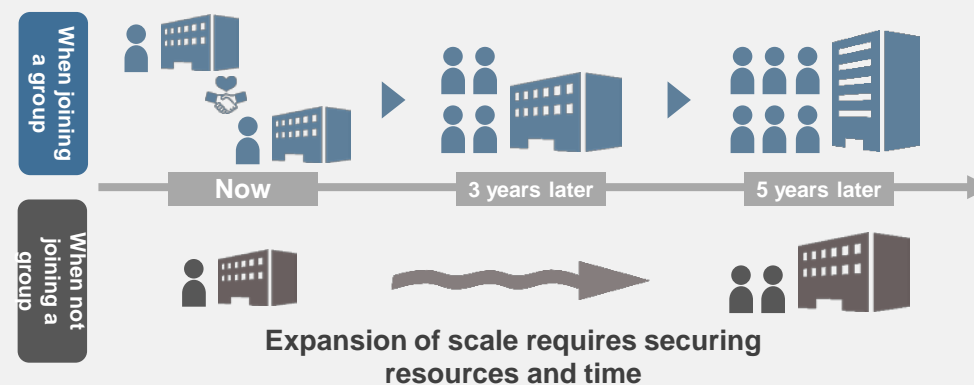 When joining
a group
Now
3 years later
5 years later
When not
joining a
group
Expansion of scale requires securing
resources and time